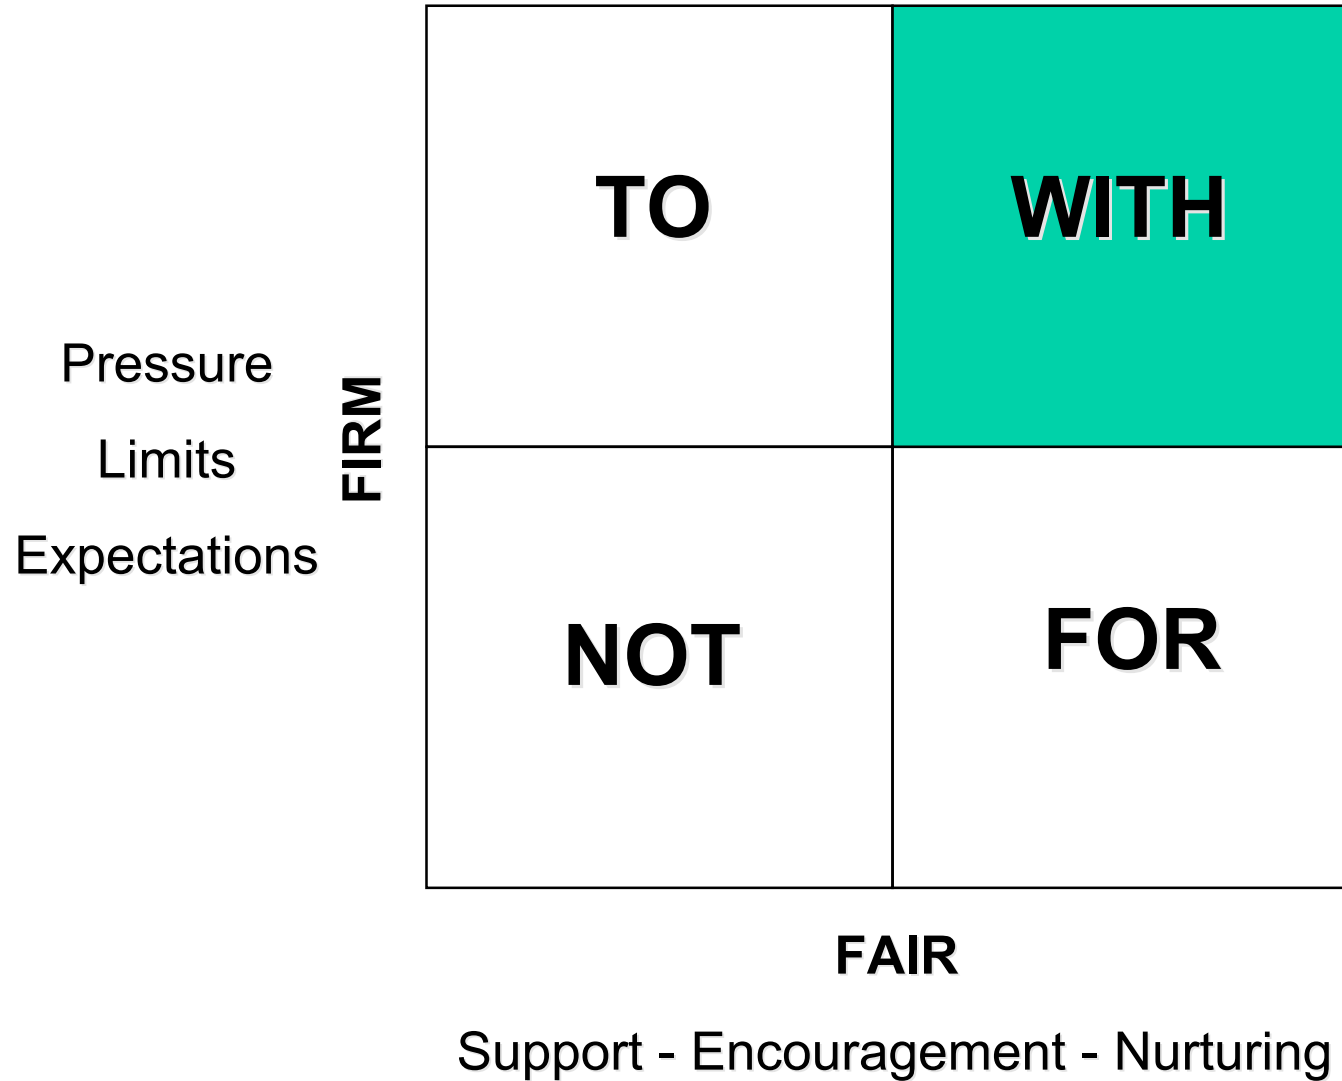 TO
WITH
Pressure
Limits
Expectations
FIRM
NOT
FOR
FAIR
Support - Encouragement - Nurturing